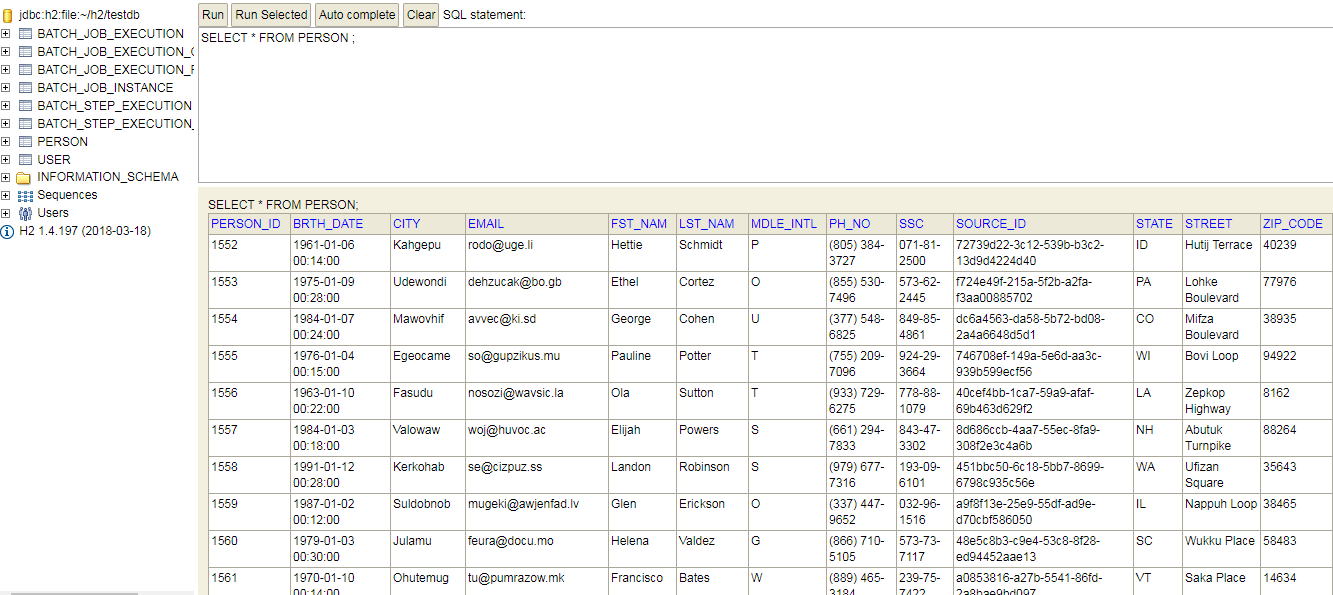 jdbc:h2:file:~/h2/testdb
BATCH_JOB_EXECUTION
BATCH_JOB_EXECUTION_
BATCH_JOB_EXECUTION_
BATCH_JOB_INSTANCE
BATCH_STEP_EXECUTION
BATCH_STEP_EXECUTION_
PERSON
USER
INFORMATION_SCHEMA
Sequences
Users
H2 1.4.197 (2018-03-18)
Run Run Selected Auto complete Clear SQL statement:
SELECT * FROM PERSON ;
SELECT * FROM PERSON;
PERSON_ID BRTH_DATE CITY EMAIL FST_NAM LST_NAM MDLE_INTL PH_NO SSC SOURCE_ID STATE STREET ZIP_CODE
1552 1961-01-06 Kahgepu rodo@uge.li Hettie Schmidt P (805) 384- 071-81- 72739d22-3c12-539b-b3c2- ID Hutij Terrace 40239
00:14:00 3727 2500 13d9d4224d40
1553 1975-01-09 Udewondi dehzucak@bo.gb Ethel Cortez O (855) 530- 573-62- f724e49f-215a-5f2b-a2fa- PA Lohke 77976
00:28:00 7496 2445 f3aa00885702 Boulevard
1554 1984-01-07 Mawovhif avvec@ki.sd George Cohen U (377) 548- 849-85- dc6a4563-da58-5b72-bd08- CO Mifza 38935
00:24:00 6825 4861 2a4a6648d5d1 Boulevard
1555 1976-01-04 Egeocame so@gupzikus.mu Pauline Potter T (755) 209- 924-29- 746708ef-149a-5e6d-aa3c- WI Bovi Loop 94922
00:15:00 7096 3664 939b599ecf56
1556 1963-01-10 Fasudu nosozi@wavsic.la Ola Sutton T (933) 729- 778-88- 40cef4bb-1ca7-59a9-afaf- LA Zepkop 8162
00:22:00 6275 1079 69b463d629f2 Highway
1557 1984-01-03 Valowaw woj@huvoc.ac Elijah Powers S (661) 294- 843-47- 8d686ccb-4aa7-55ec-8fa9- NH Abutuk 88264
00:18:00 7833 3302 308f2e3c4a6b Turnpike
1558 1991-01-12 Kerkohab se@cizpuz.ss Landon Robinson S (979) 677- 193-09- 451bbc50-6c18-5bb7-8699- WA Ufizan 35643
00:28:00 7316 6101 6798c935c56e Square
1559 1987-01-02 Suldobnob mugeki@awjenfad.lv Glen Erickson O (337) 447- 032-96- a9f8f13e-25e9-55df-ad9e- IL Nappuh Loop 38465
00:12:00 9652 1516 d70cbf586050
1560 1979-01-03 Julamu feura@docu.mo Helena Valdez G (866) 710- 573-73- 48e5c8b3-c9e4-53c8-8f28- SC Wukku Place 58483
00:30:00 5105 7117 ed94452aae13
1561 1970-01-10 Ohutemug tu@pumrazow.mk Francisco Bates W (889) 465- 239-75- a0853816-a27b-5541-86fd- VT Saka Place 14634
00:14:00 3184 7422 2a8bae9bd097